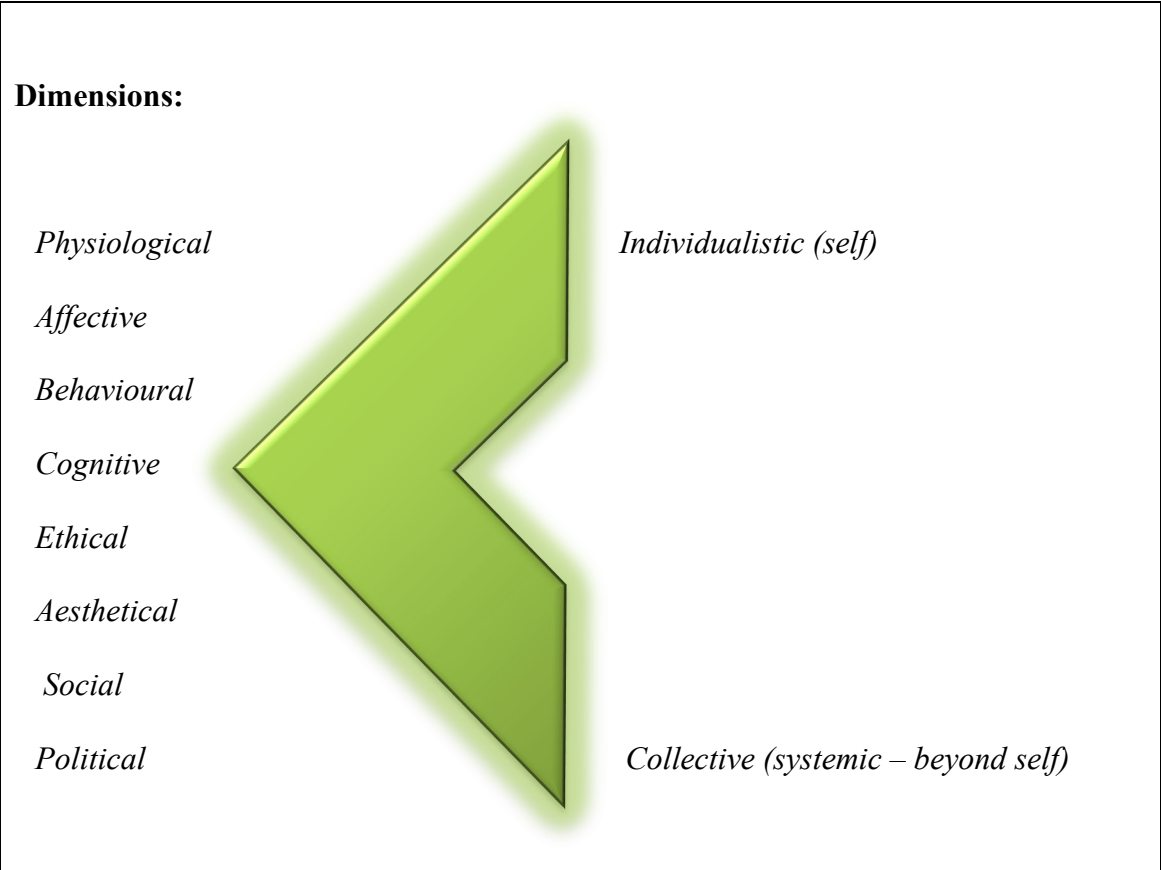 Dimensions:
Physiological
Individualistic (self)
Affective
Behavioural
Cognitive
Ethical
Aesthetical
Social
Political
Collective (systemic – beyond self)